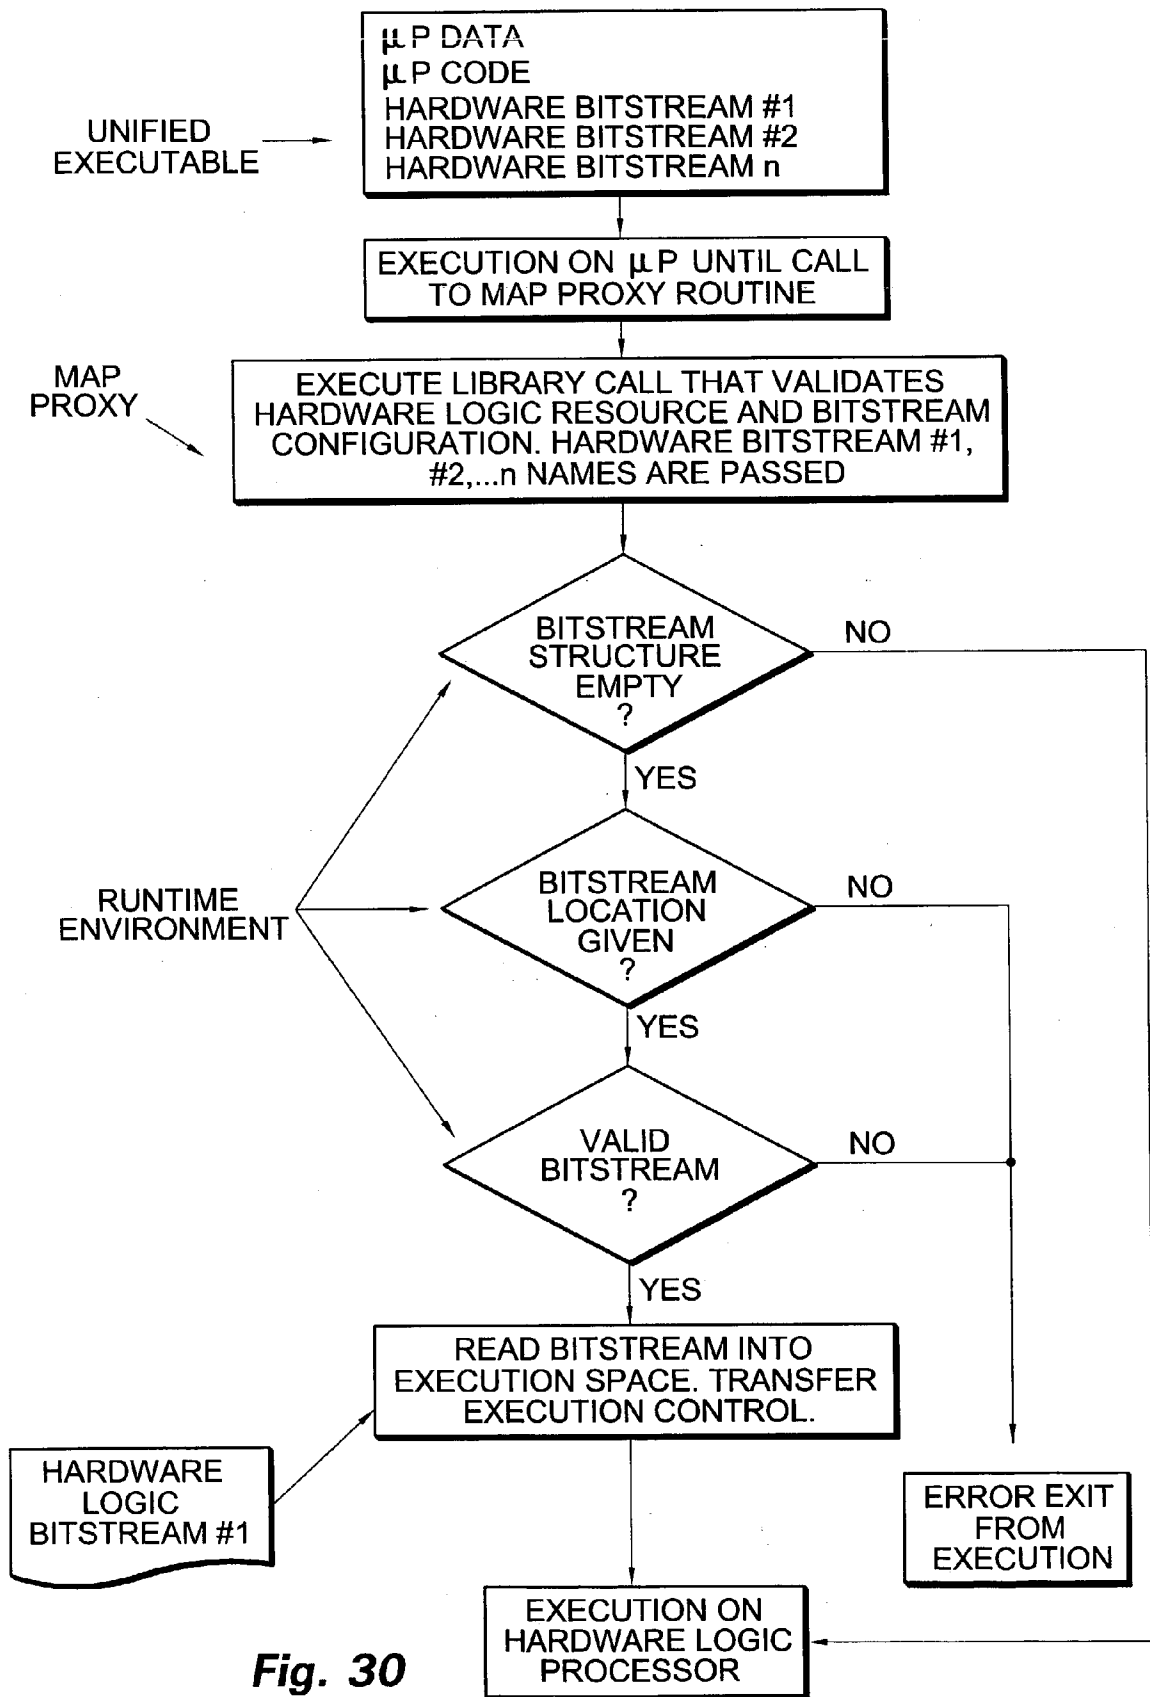 μP DATA
μP CODE
HARDWARE BITSTREAM #1
HARDWARE BITSTREAM #2
HARDWARE BITSTREAM n
UNIFIED
EXECUTABLE
EXECUTION ON μP UNTIL CALL
TO MAP PROXY ROUTINE
MAP
PROXY
EXECUTE LIBRARY CALL THAT VALIDATES
HARDWARE LOGIC RESOURCE AND BITSTREAM
CONFIGURATION. HARDWARE BITSTREAM #1,
#2,...n NAMES ARE PASSED
BITSTREAM
STRUCTURE
EMPTY
?
NO
YES
RUNTIME
ENVIRONMENT
BITSTREAM
LOCATION
GIVEN
?
NO
YES
VALID
BITSTREAM
?
NO
YES
READ BITSTREAM INTO
EXECUTION SPACE. TRANSFER
EXECUTION CONTROL.
HARDWARE
LOGIC
BITSTREAM #1
ERROR EXIT
FROM
EXECUTION
EXECUTION ON
HARDWARE LOGIC
PROCESSOR
Fig. 30